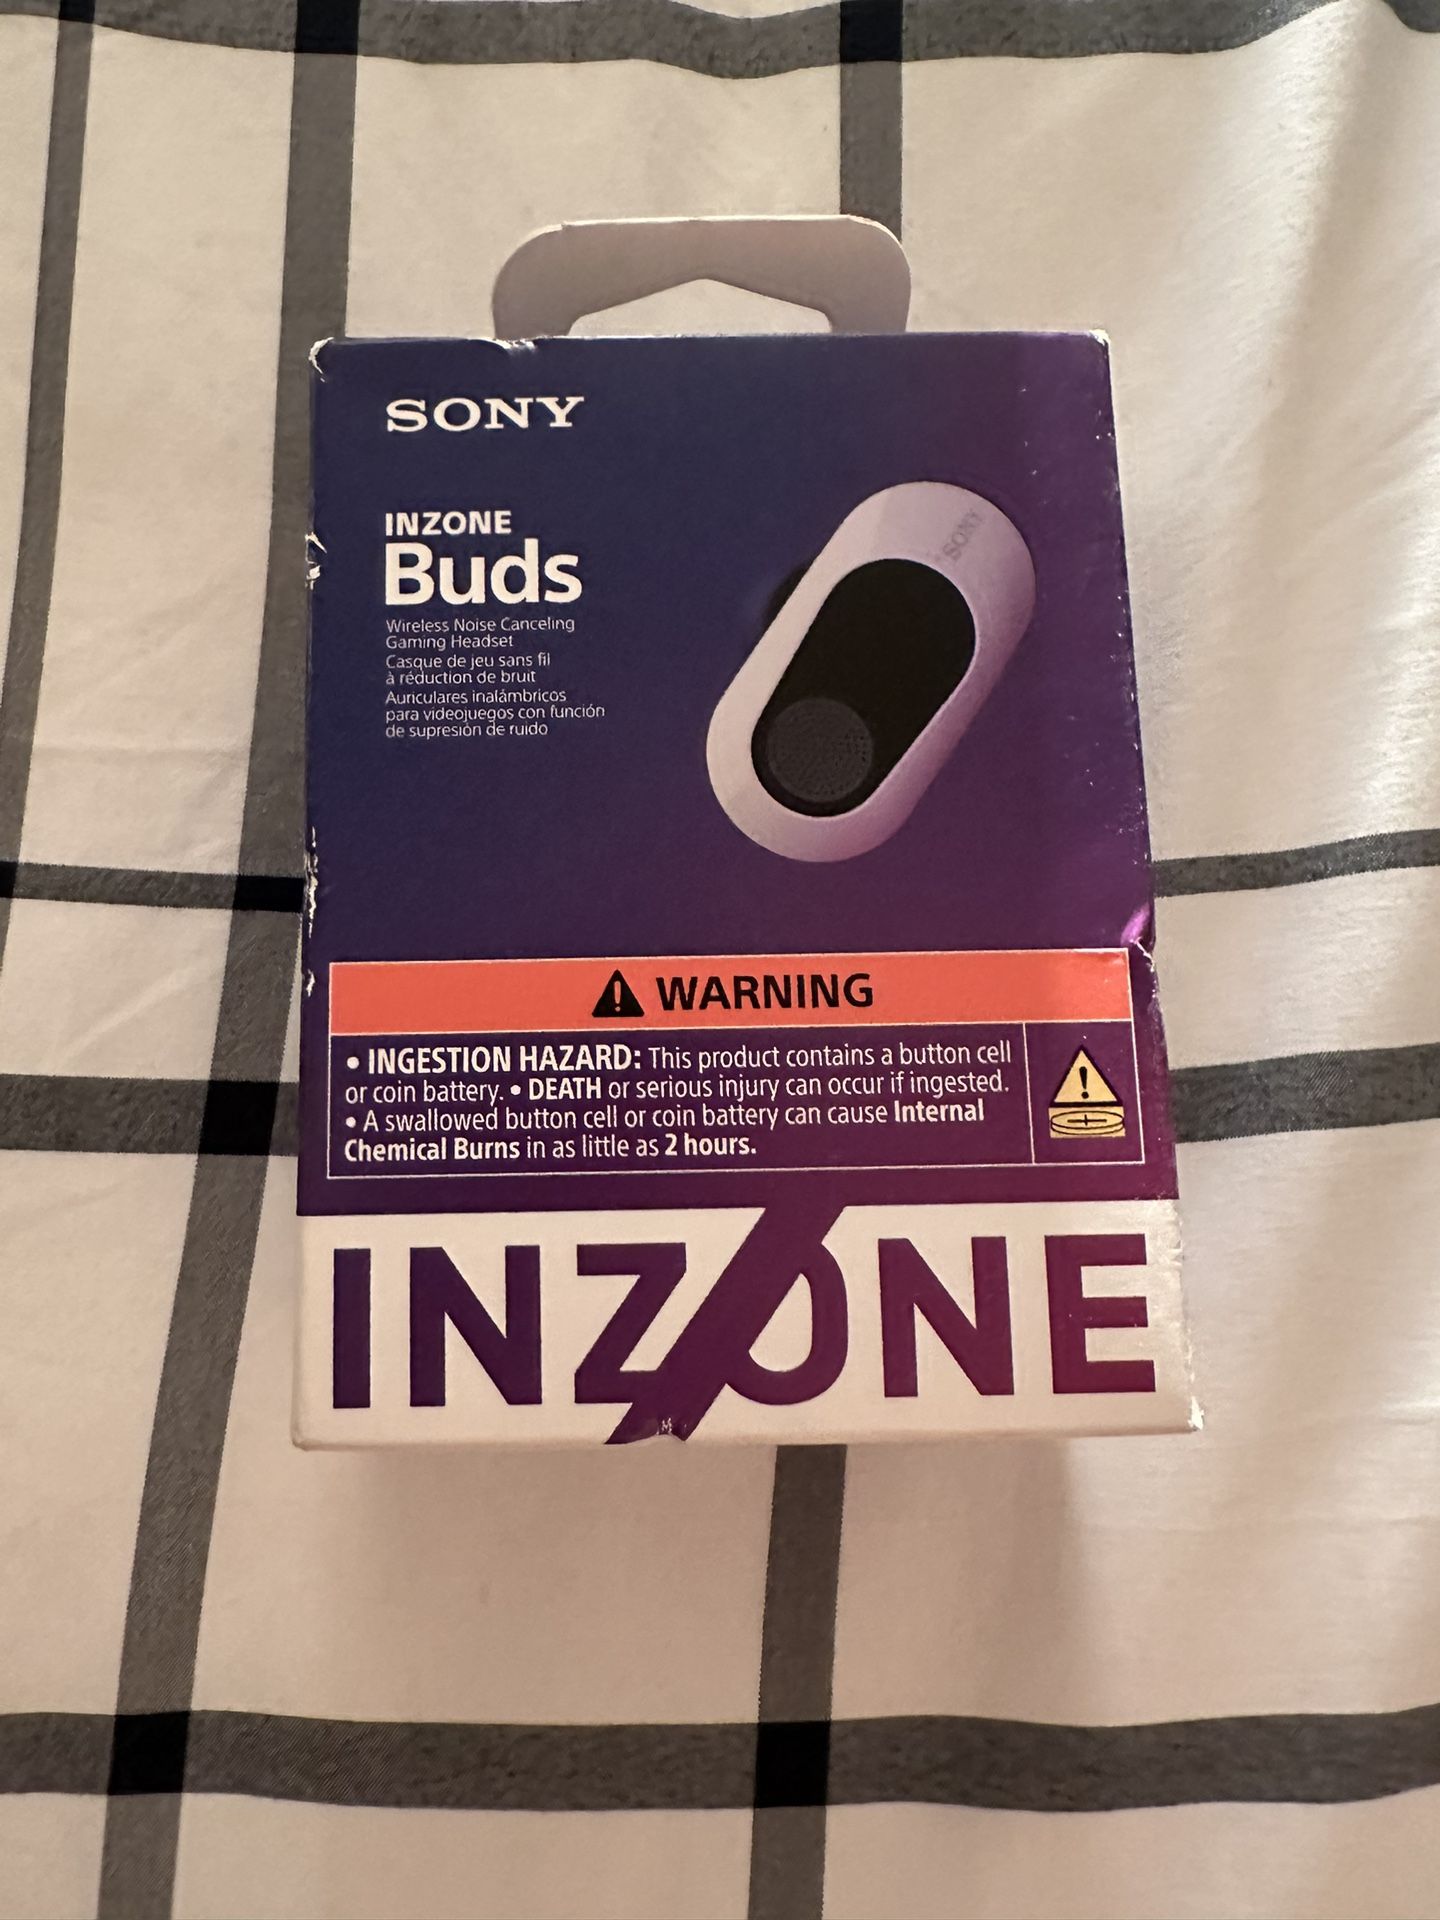 SONY
INZONE
Buds
Wireless Noise Canceling
Gaming Headset
Casque de jeu sans fil
à réduction de bruit
Auriculares inalámbricos
para videojuegos con función
de supresión de ruido
SONY
WARNING
• INGESTION HAZARD: This product contains a button cell
or coin battery. • DEATH or serious injury can occur if ingested.
• A swallowed button cell or coin battery can cause Internal
Chemical Burns in as little as 2 hours.
INZONE